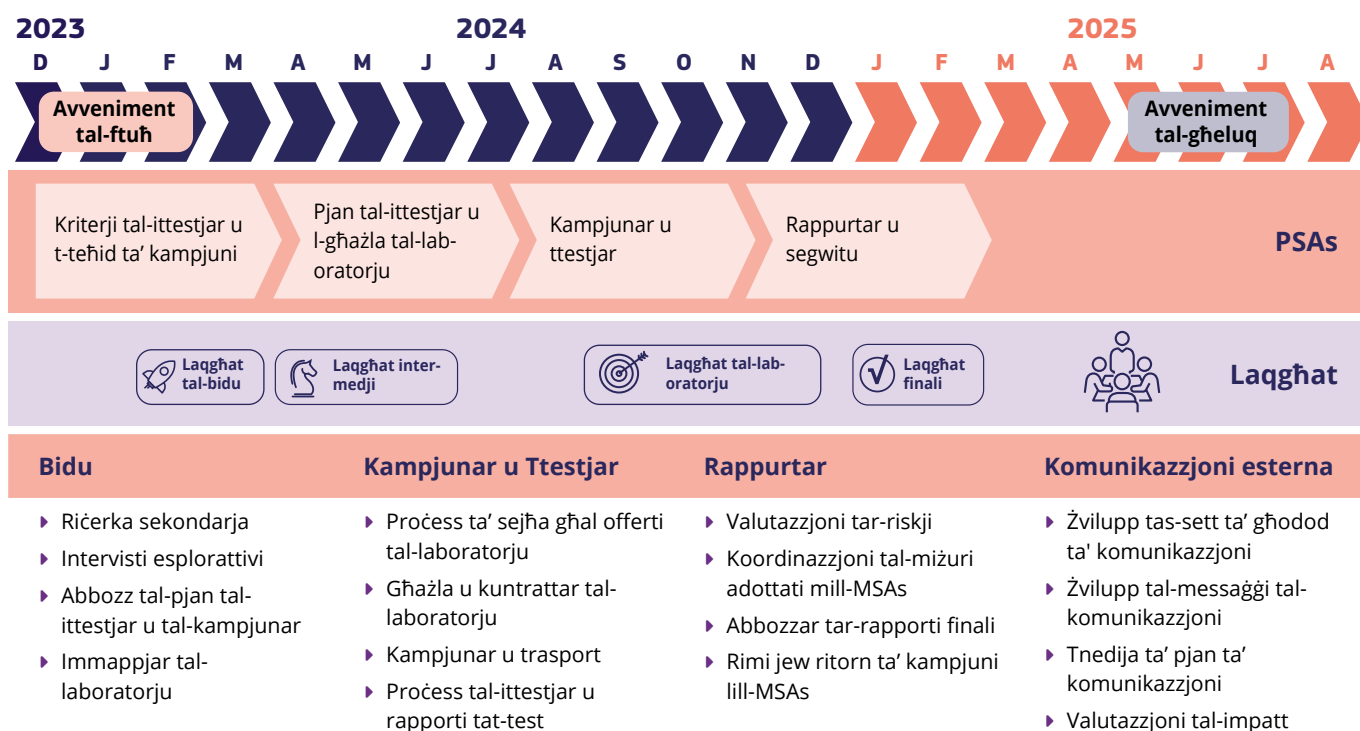 2023 2024 2025
D J F M A M J J A S O N D J F M A M J J A
Avveniment
tal-ftuħ
Avveniment
tal-għeluq
Kriterji tal-ittestjar u
t-teħid ta’ kampjuni
Pjan tal-ittestjar u
l-għażla tal-lab-
oratorju
Kampjunar u
ttestjar
Rappurtar u
segwitu
PSAs
Laqgħat
tal-bidu
Laqgħat inter-
medji
Laqgħat tal-lab-
oratorju
Laqgħat
finali
Laqgħat
Bidu
Riċerka sekondarja
Intervisti esplorattivi
Abbozz tal-pjan tal-
ittestjar u tal-kampjunar
Immappjar tal-
laboratorju
Kampjunar u Ttestjar
Proċess ta’ sejħa għal offerti
tal-laboratorju
Għażla u kuntrattar tal-
laboratorju
Kampjunar u trasport
Proċess tal-ittestjar u
rapporti tat-test
Rappurtar
Valutazzjoni tar-riskji
Koordinazzjoni tal-miżuri
adottati mill-MSAs
Abbozzar tar-rapporti finali
Rimi jew ritorn ta’ kampjuni
lill-MSAs
Komunikazzjoni esterna
Żvilupp tas-sett ta’ għodod
ta' komunikazzjoni
Żvilupp tal-messaġġi tal-
komunikazzjoni
Tnedija ta’ pjan ta’
komunikazzjoni
Valutazzjoni tal-impatt